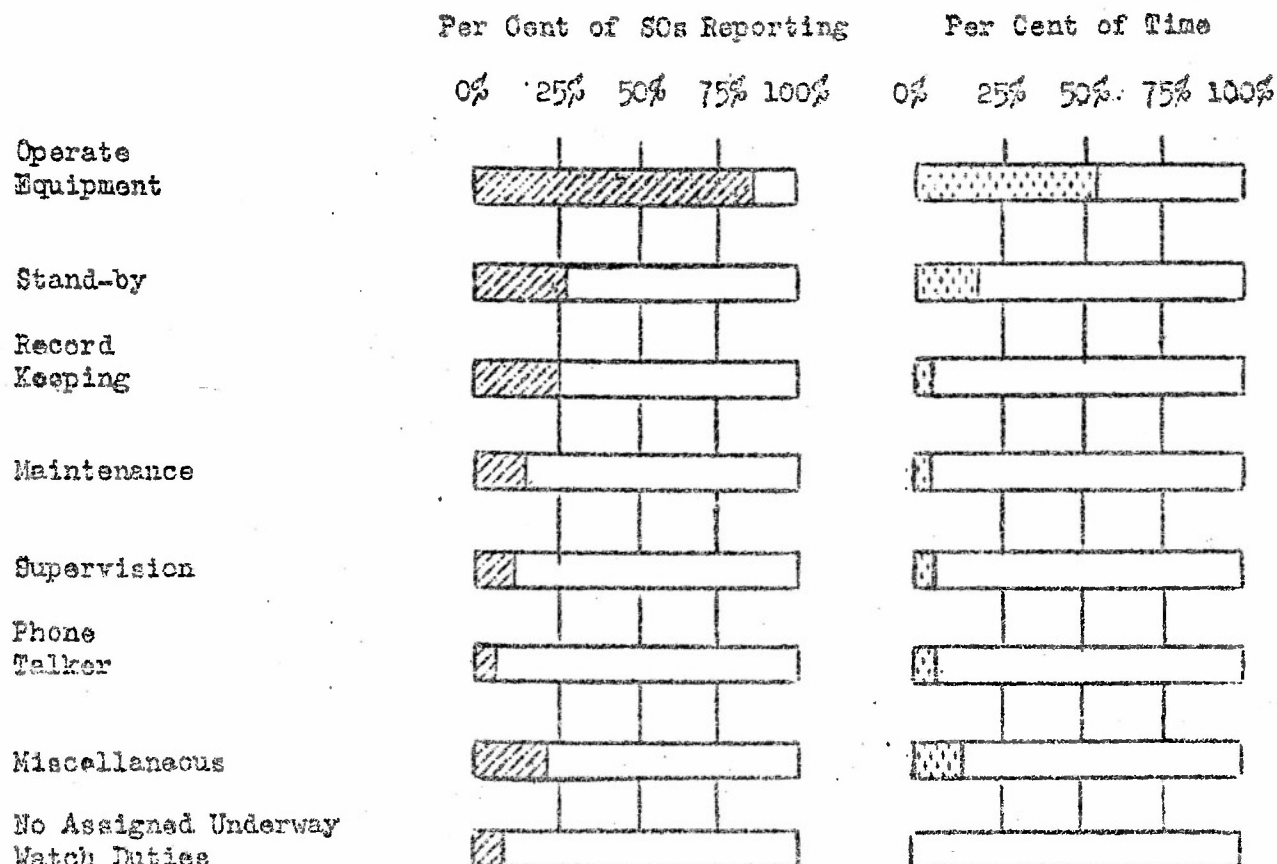 Per Cent of SOs Reporting
Per Cent of Time
0% 25% 50% 75% 100%
0% 25% 50% 75% 100%
Operate
Equipment
Stand-by
Record
Keeping
Maintenance
Supervision
Phone
Talker
Miscellaneous
No Assigned Underway
Watch Duties